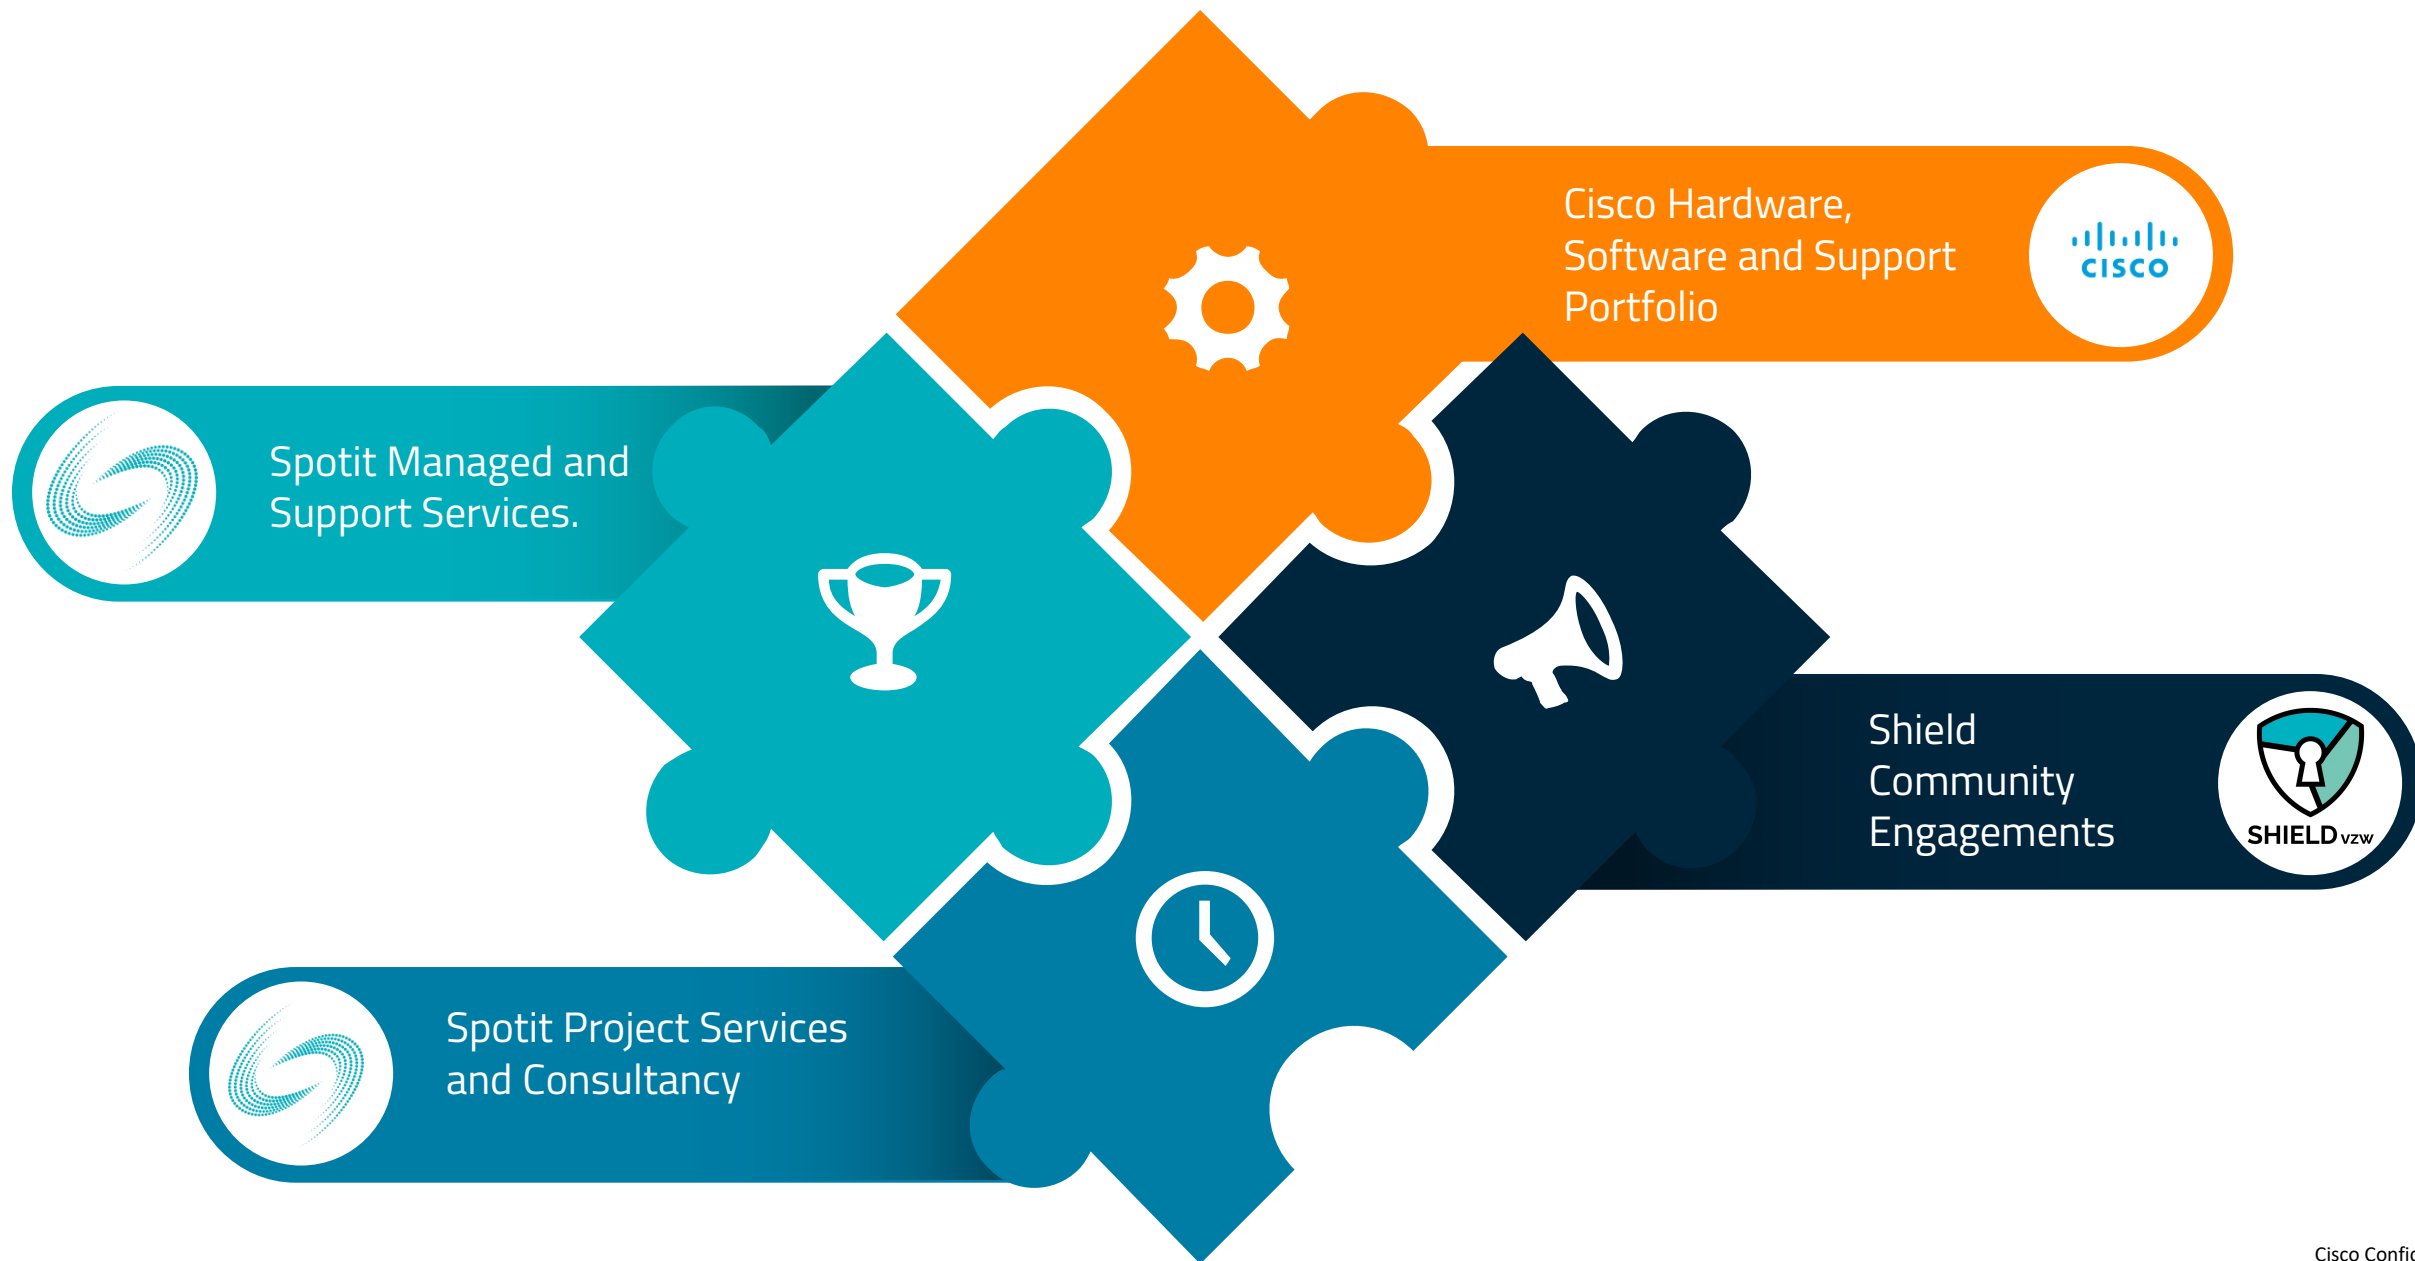 Cisco Hardware,
Software and Support
Portfolio
CISCO
Spotit Managed and
Support Services.
Shield
Community
Engagements
SHIELD VZW
Spotit Project Services
and Consultancy
Cisco